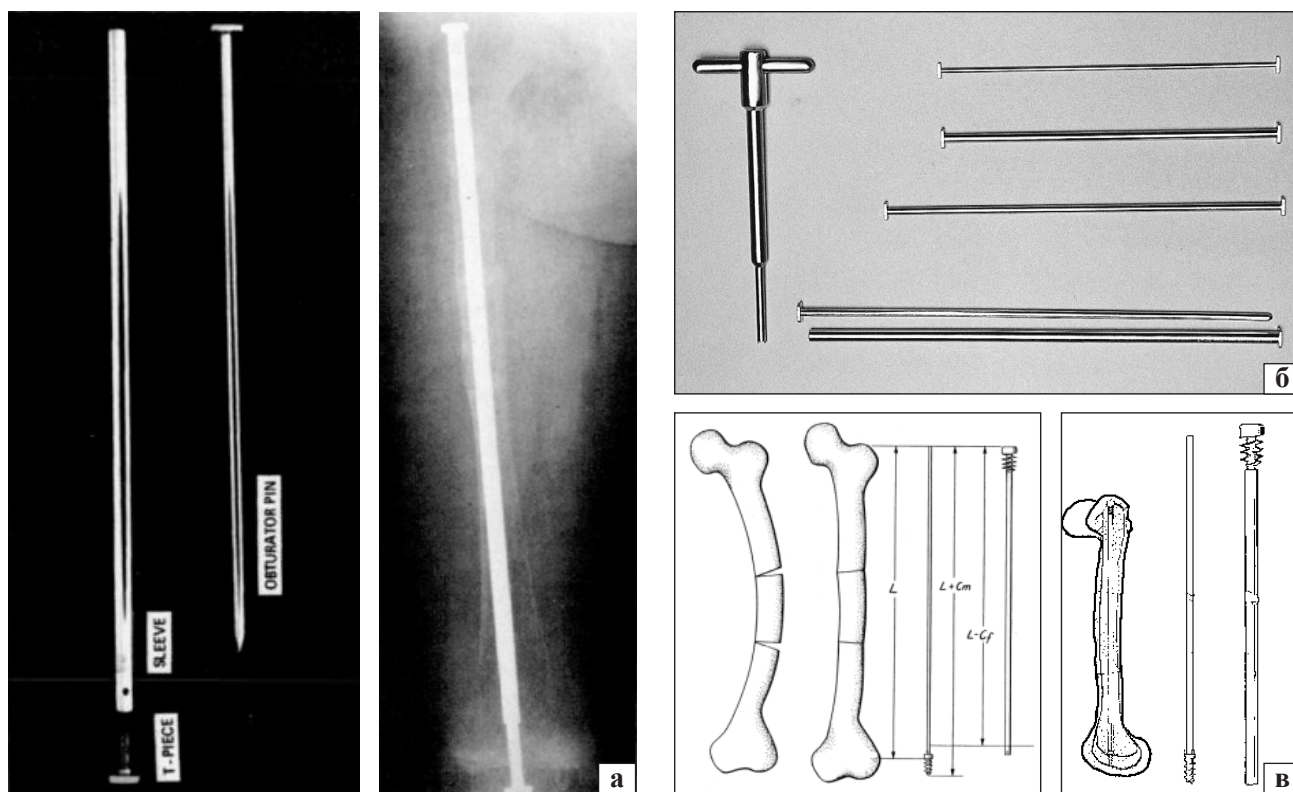 SLEEVE
T-PIECE
OBTURATOR PIN
а
б
L
L + Cm
L - Cf
в